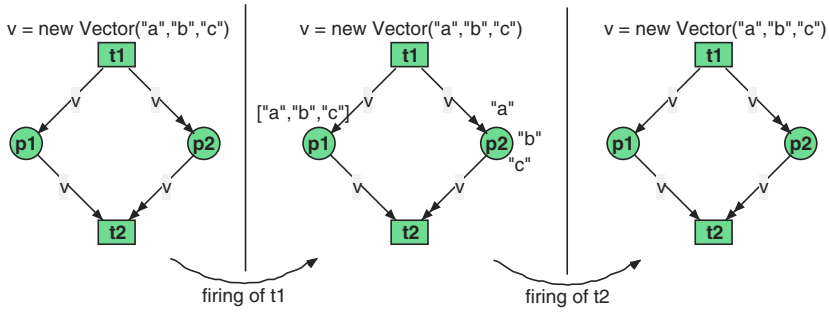 v = new Vector("a","b","c")
t1
v
v
p1
p2
v
v
t2
firing of t1
v = new Vector("a","b","c")
t1
v
v
["a","b","c"]
"a"
"b"
"c"
p1
p2
v
v
t2
firing of t2
v = new Vector("a","b","c")
t1
v
v
p1
p2
v
v
t2